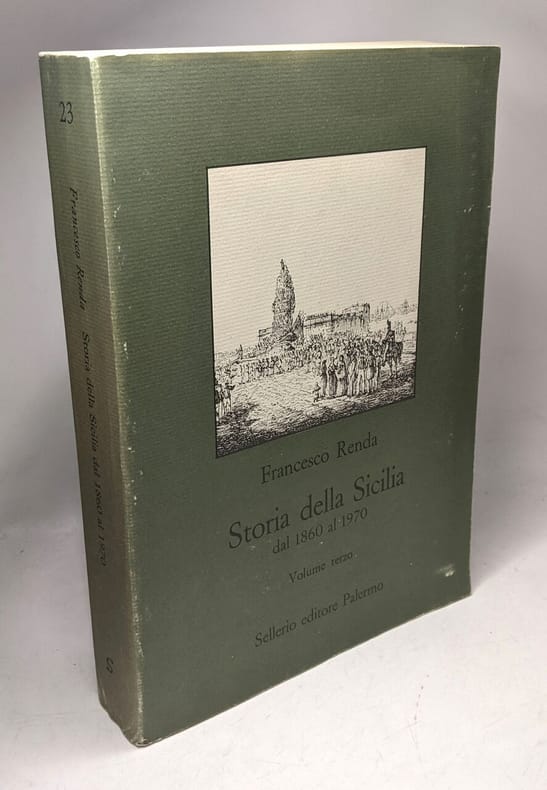 23
Francesco Renda Storia della Sicilia dal 1860 al 1970
S
Francesco Renda
Storia della Sicilia
dal 1860 al 1970
Volume terzo
Sellerio editore Palermo